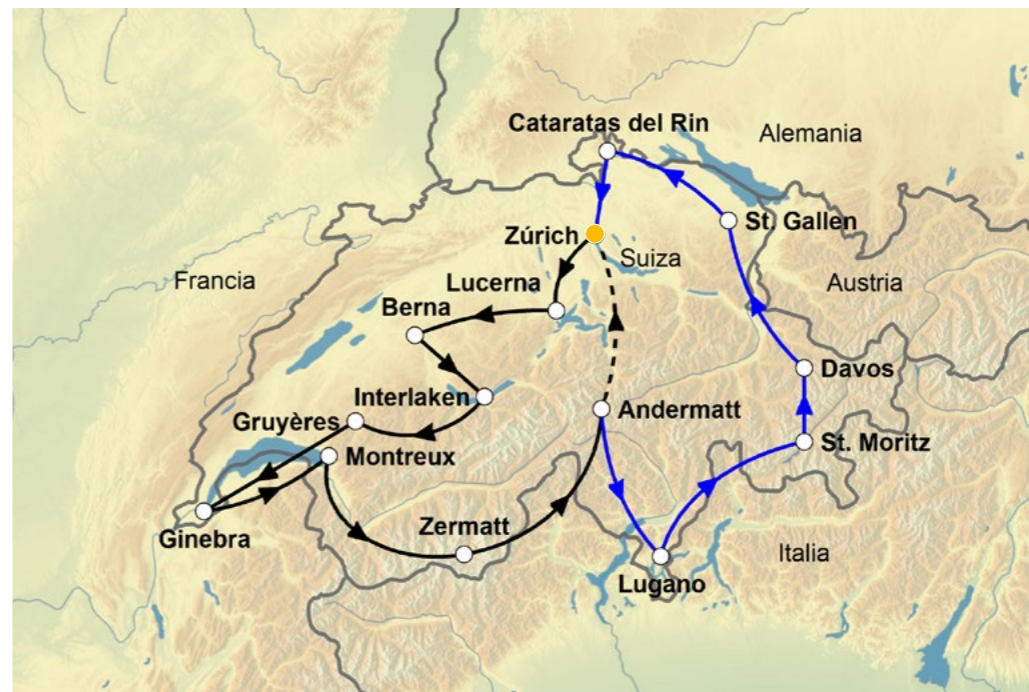 Cataratas del Rin
Alemania
St. Gallen
Zúrich
Suiza
Francia
Lucerna
Austria
Berna
Davos
Interlaken
Andermatt
Gruyères
St. Moritz
Montreux
Zermatt
Ginebra
Italia
Lugano